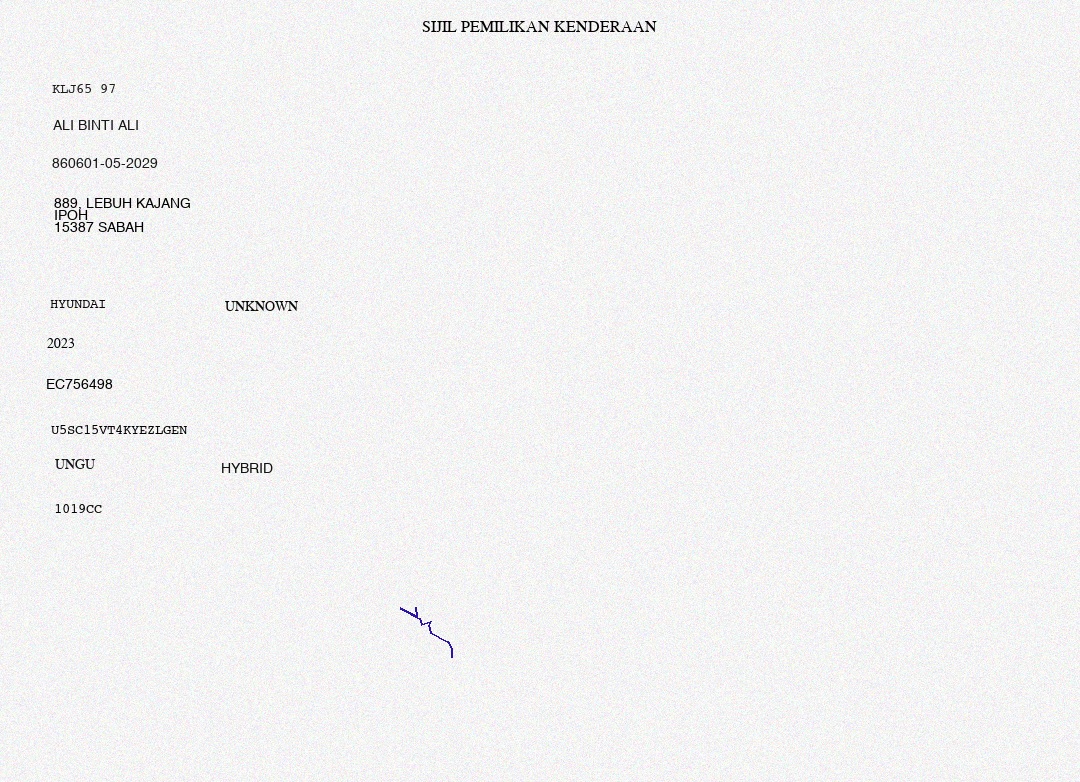 SIJIL PEMILIKAN KENDERAAN
KLJ65 97
ALI BINTI ALI
860601-05-2029
889, LEBUH KAJANG
IPOH
15387 SABAH
HYUNDAI UNKNOWN
2023
EC756498
U5SC15VT4KYEZLGEN
UNGU HYBRID
1019CC